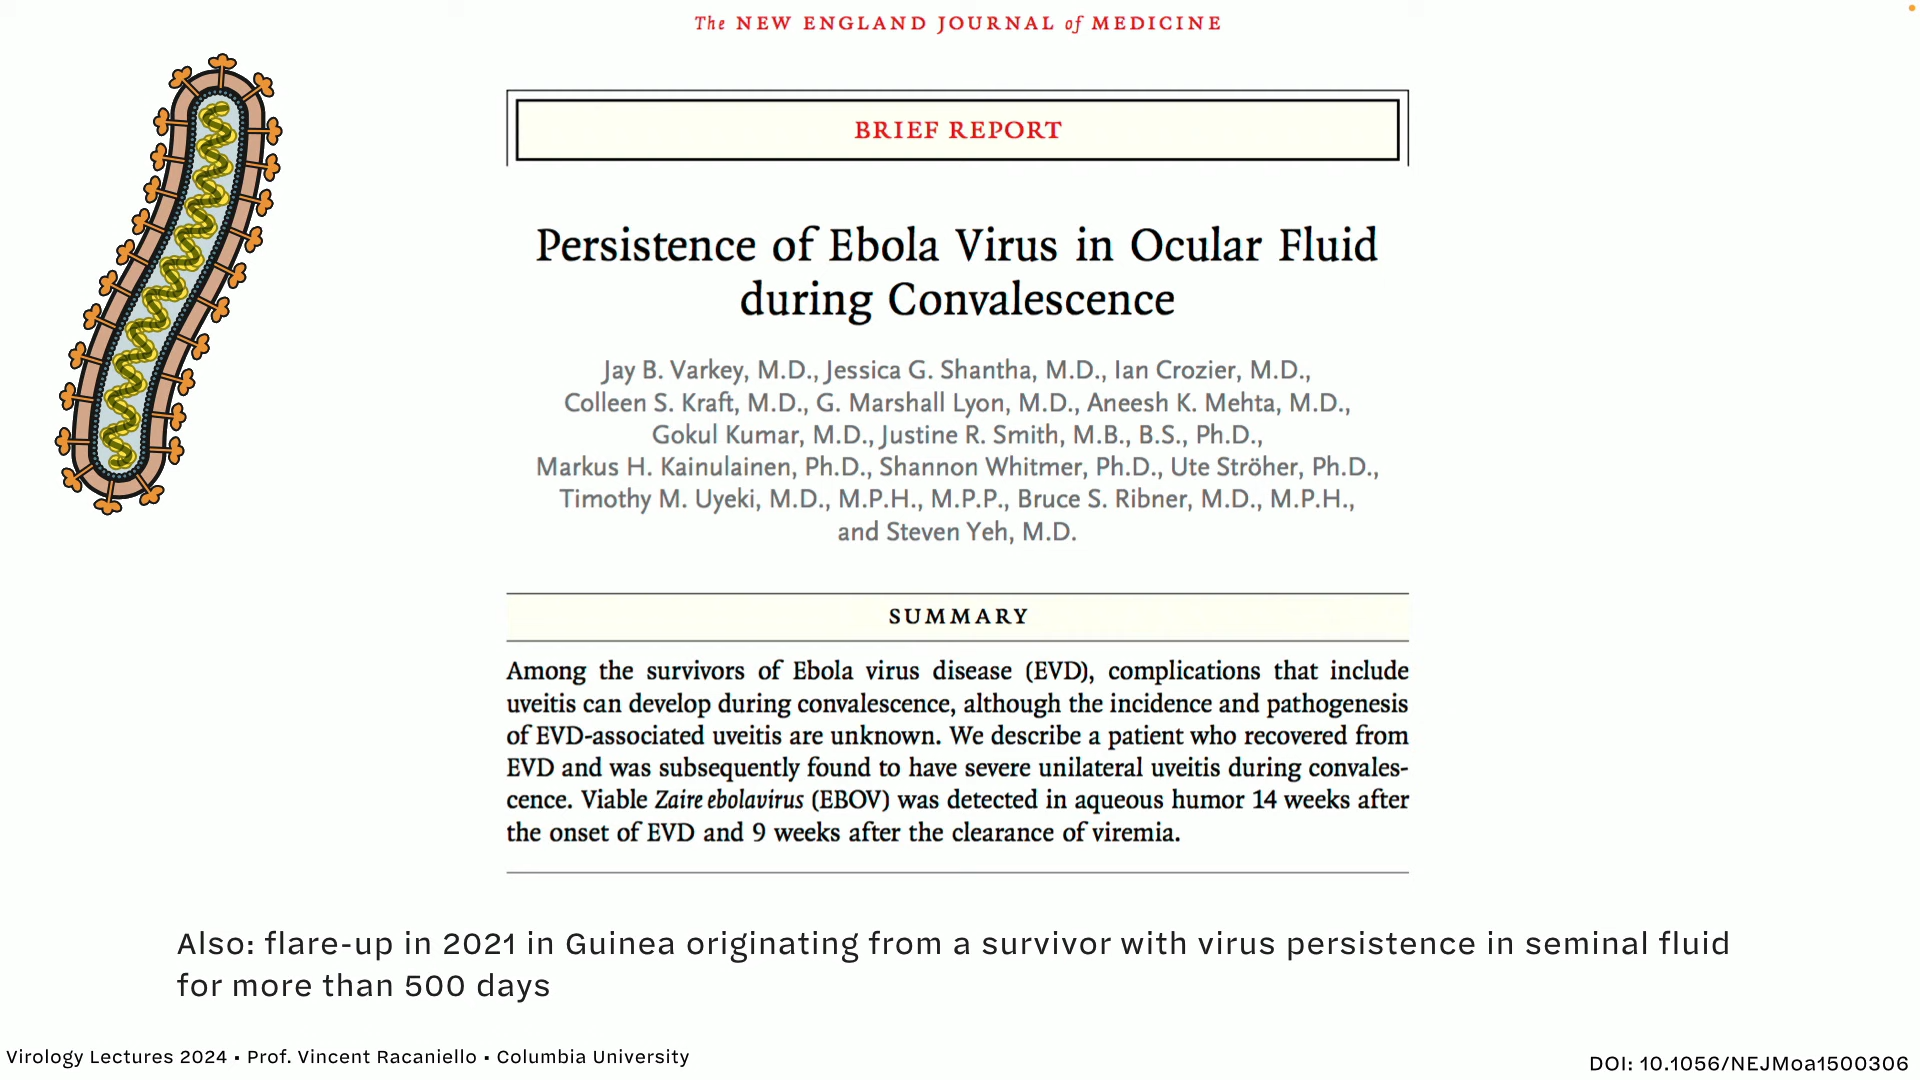 The NEW ENGLAND JOURNAL of MEDICINE
BRIEF REPORT
Persistence of Ebola Virus in Ocular Fluid
during Convalescence
Jay B. Varkey, M.D., Jessica G. Shantha, M.D., Ian Crozier, M.D.,
Colleen S. Kraft, M.D., G. Marshall Lyon, M.D., Aneesh K. Mehta, M.D.,
Gokul Kumar, M.D., Justine R. Smith, M.B., B.S., Ph.D.,
Markus H. Kainulainen, Ph.D., Shannon Whitmer, Ph.D., Ute Ströher, Ph.D.,
Timothy M. Uyeki, M.D., M.P.H., M.P.P., Bruce S. Ribner, M.D., M.P.H.,
and Steven Yeh, M.D.
SUMMARY
Among the survivors of Ebola virus disease (EVD), complications that include
uveitis can develop during convalescence, although the incidence and pathogenesis
of EVD-associated uveitis are unknown. We describe a patient who recovered from
EVD and was subsequently found to have severe unilateral uveitis during convales-
cence. Viable Zaire ebolavirus (EBOV) was detected in aqueous humor 14 weeks after
the onset of EVD and 9 weeks after the clearance of viremia.
Also: flare-up in 2021 in Guinea originating from a survivor with virus persistence in seminal fluid
for more than 500 days
Virology Lectures 2024 • Prof. Vincent Racaniello • Columbia University
DOI: 10.1056/NEJMoa1500306